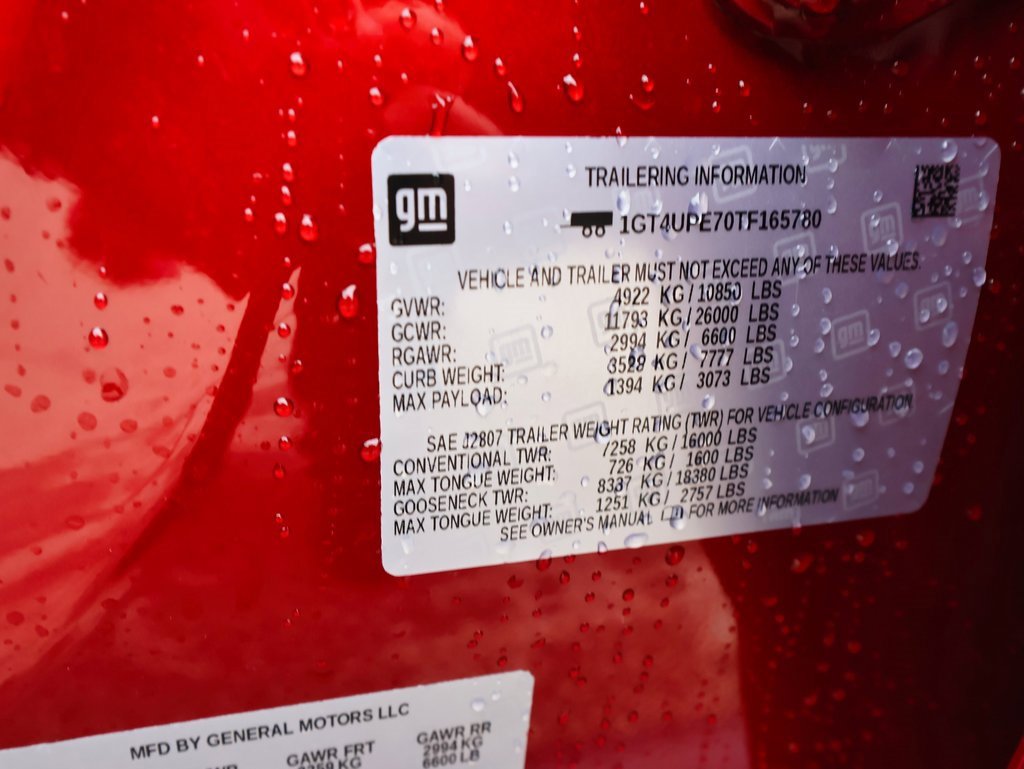 gm
TRAILERING INFORMATION
1GT4UPE70TF165780
VEHICLE AND TRAILER MUST NOT EXCEED ANY OF THESE VALUES.
GVWR: 4922 KG / 10850 LBS
GCWR: 11793 KG / 26000 LBS
RGAWR: 2994 KG / 6600 LBS
CURB WEIGHT: 3528 KG / 7777 LBS
MAX PAYLOAD: 1394 KG / 3073 LBS
SAE J2807 TRAILER WEIGHT RATING (TWR) FOR VEHICLE CONFIGURATION
CONVENTIONAL TWR: 7258 KG / 16000 LBS
MAX TONGUE WEIGHT: 726 KG / 1600 LBS
GOOSENECK TWR: 8337 KG / 18380 LBS
MAX TONGUE WEIGHT: 1251 KG / 2757 LBS
SEE OWNER'S MANUAL FOR MORE INFORMATION
MFD BY GENERAL MOTORS LLC
GAWR FRT GAWR RR
KG 2994 KG
6600 LB